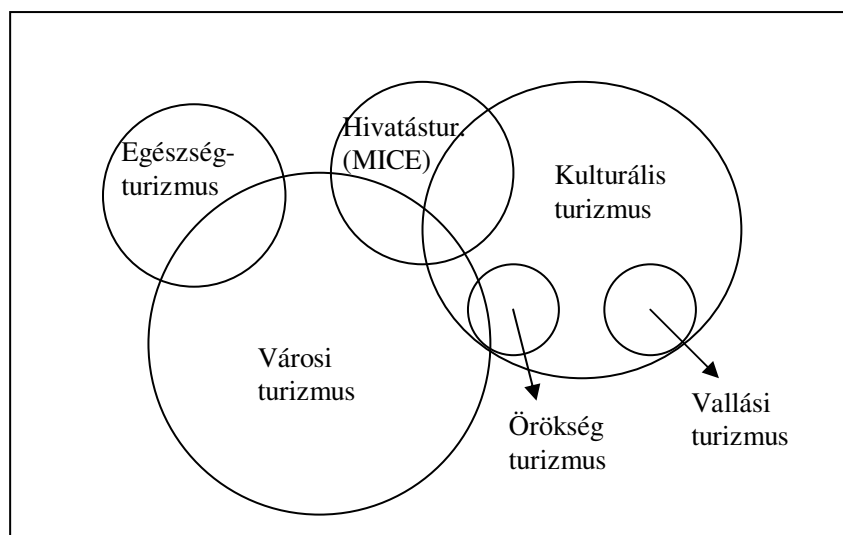 Egészség-
turizmus
Hivatástur.
(MICE)
Kulturális
turizmus
Városi
turizmus
Örökség
turizmus
Vallási
turizmus